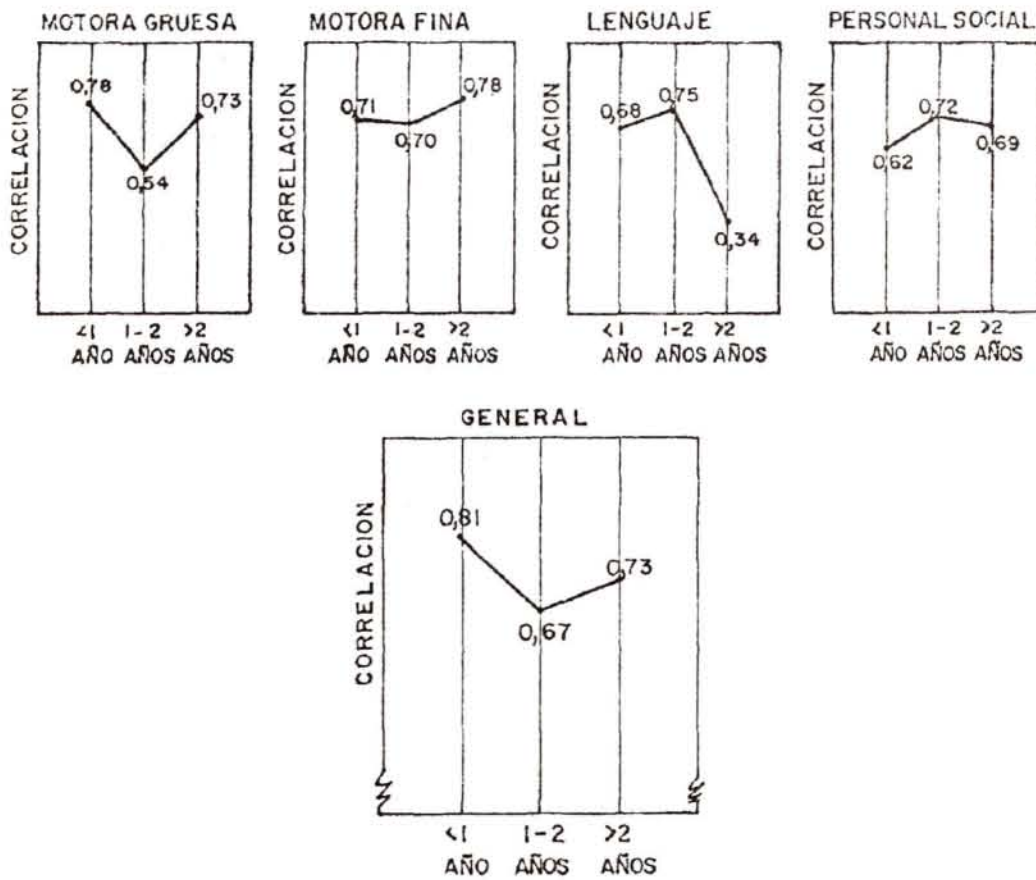 MOTORA GRUESA
CORRELACION
0,78
0,54
0,73
<1 1-2 >2
AÑO AÑOS AÑOS
MOTORA FINA
CORRELACION
0,71
0,70
0,78
<1 1-2 >2
AÑO AÑOS AÑOS
LENGUAJE
CORRELACION
0,68
0,75
0,34
<1 1-2 >2
AÑO AÑOS AÑOS
PERSONAL SOCIAL
CORRELACION
0,62
0,72
0,69
<1 1-2 >2
AÑO AÑOS AÑOS
GENERAL
CORRELACION
0,81
0,67
0,73
<1 1-2 >2
AÑO AÑOS AÑOS